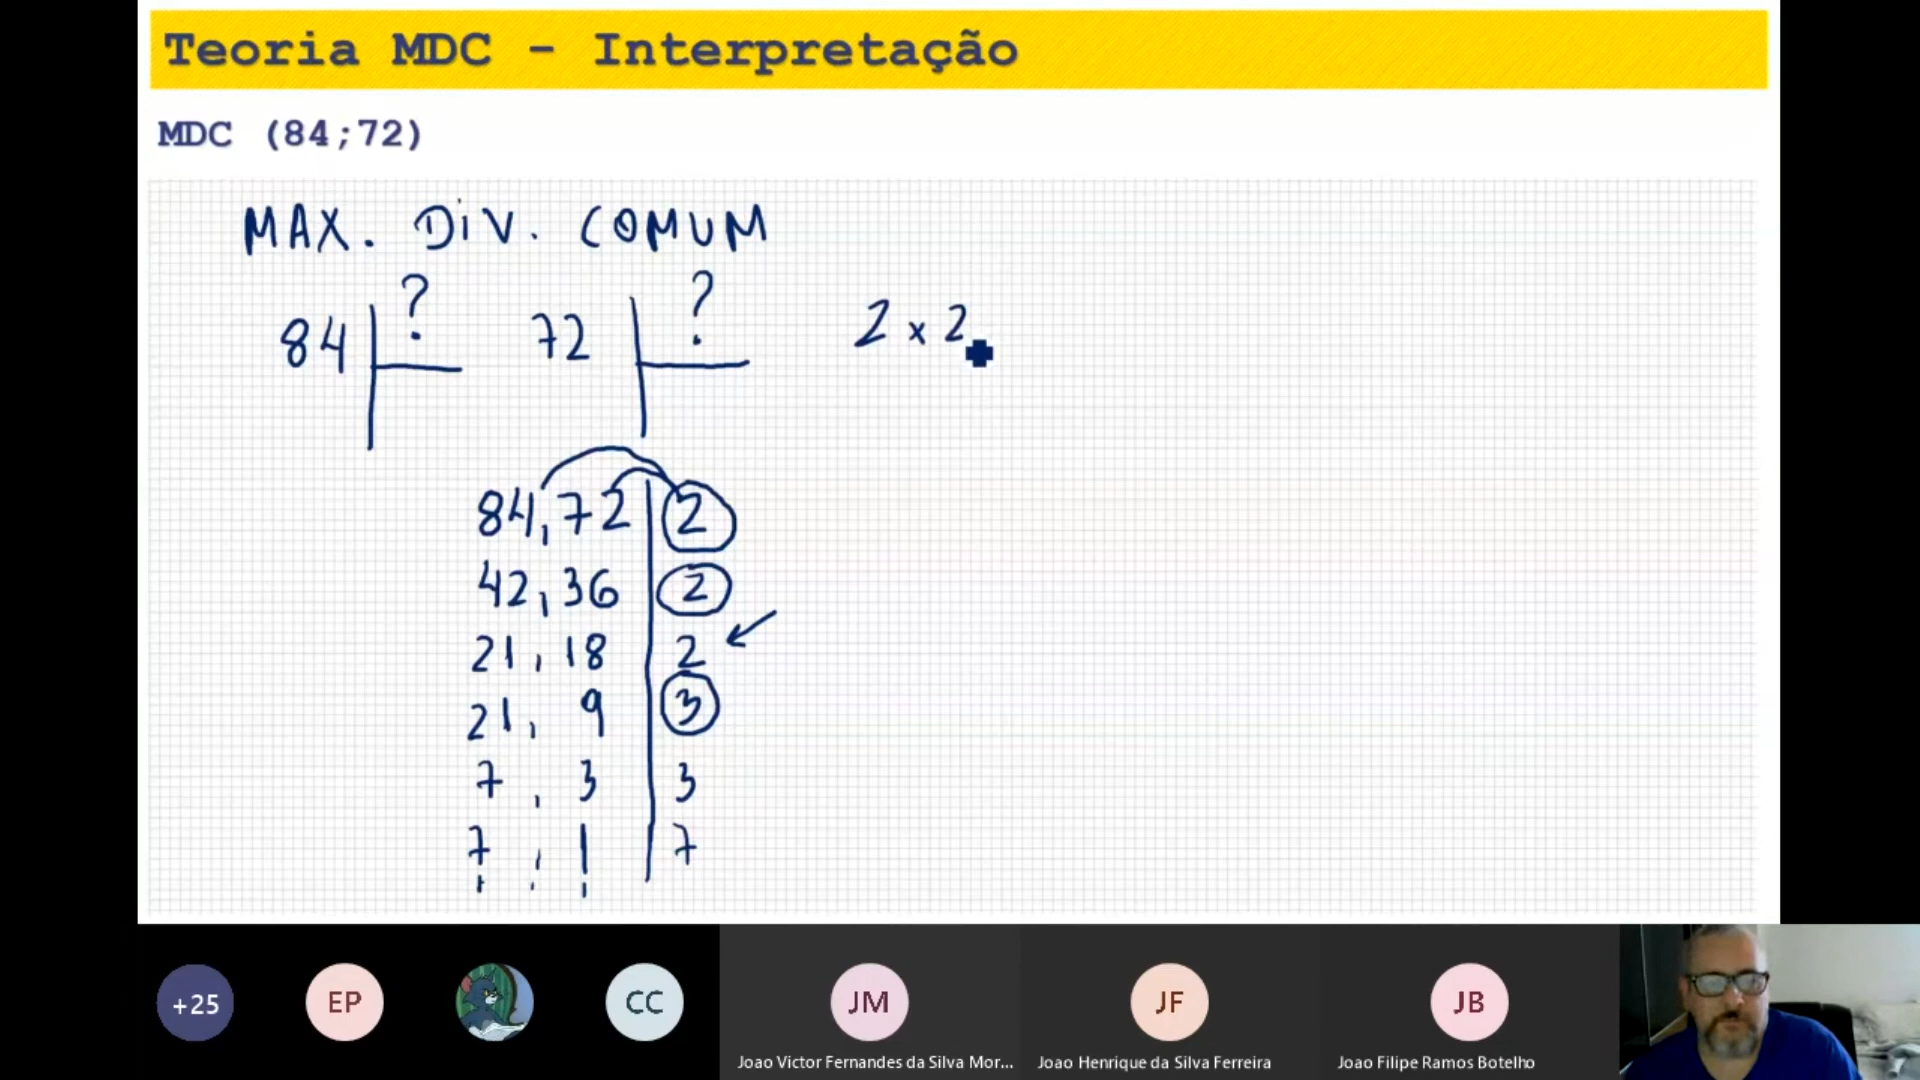 Teoria MDC - Interpretação
MDC (84;72)
MAX. DIV. COMUM
84 ? 72 ? 2 x 2
84, 72 2
42, 36 2
21, 18 2
21, 9 3
7, 3 3
7, 1 7
+25 EP CC JM JF JB
Joao Victor Fernandes da Silva Mor... Joao Henrique da Silva Ferreira Joao Filipe Ramos Botelho